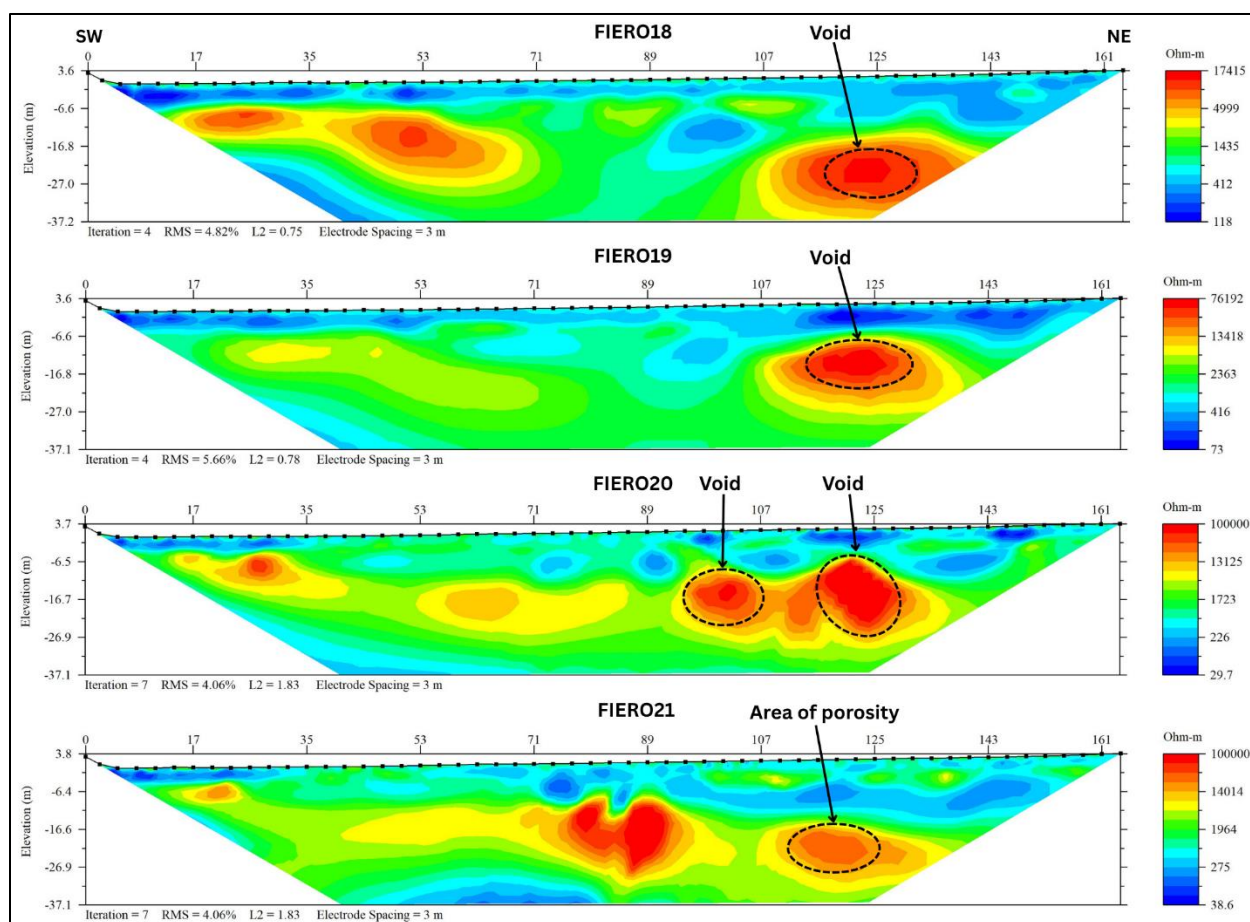 FIERO18
Void
SW
NE
0 17 35 53 71 89 107 125 143 161
Ohm-m
3.6
-6.6
-16.8
-27.0
-37.2
Elevation (m)
17415
4999
1435
412
118
Iteration = 4 RMS = 4.82% L2 = 0.75 Electrode Spacing = 3 m
FIERO19
Void
0 17 35 53 71 89 107 125 143 161
Ohm-m
3.6
-6.6
-16.8
-27.0
-37.1
Elevation (m)
76192
13418
2363
416
73
Iteration = 4 RMS = 5.66% L2 = 0.78 Electrode Spacing = 3 m
FIERO20 Void Void
0 17 35 53 71 89 107 125 143 161
Ohm-m
3.7
-6.5
-16.7
-26.9
-37.1
Elevation (m)
100000
13125
1723
226
29.7
Iteration = 7 RMS = 4.06% L2 = 1.83 Electrode Spacing = 3 m
FIERO21 Area of porosity
0 17 35 53 71 89 107 125 143 161
Ohm-m
3.8
-6.4
-16.6
-26.9
-37.1
Elevation (m)
100000
14014
1964
275
38.6
Iteration = 7 RMS = 4.06% L2 = 1.83 Electrode Spacing = 3 m